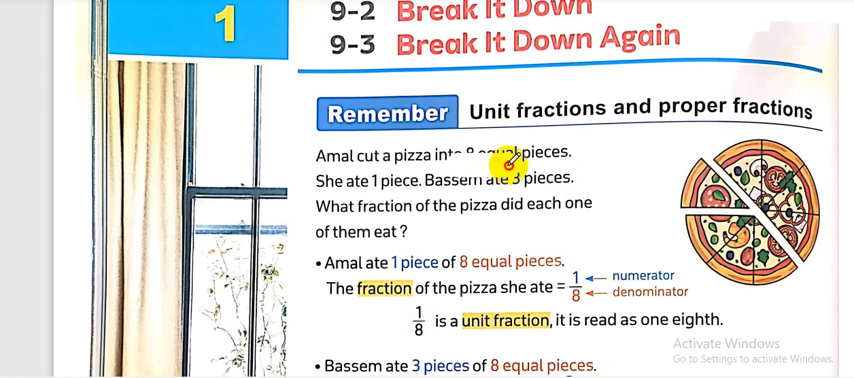 1
9-2 Break It Down
9-3 Break It Down Again
Remember Unit fractions and proper fractions
Amal cut a pizza into 8 equal pieces.
She ate 1 piece. Bassem ate 3 pieces.
What fraction of the pizza did each one
of them eat ?
• Amal ate 1 piece of 8 equal pieces.
The fraction of the pizza she ate = 1/8 ← numerator
← denominator
1/8 is a unit fraction, it is read as one eighth.
• Bassem ate 3 pieces of 8 equal pieces.
Activate Windows
Go to Settings to activate Windows.